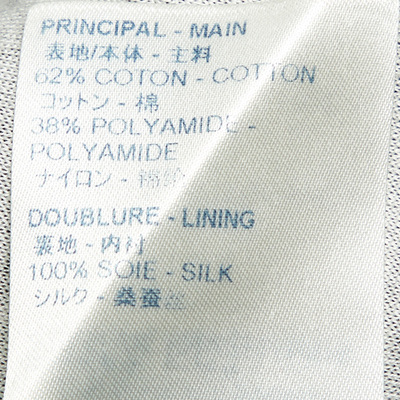 PRINCIPAL - MAIN
表地/本体 - 主料
62% COTON - COTTON
コットン - 棉
38% POLYAMIDE -
POLYAMIDE
ナイロン - 锦纶
DOUBLURE - LINING
裏地 - 内衬
100% SOIE - SILK
シルク - 桑蚕丝